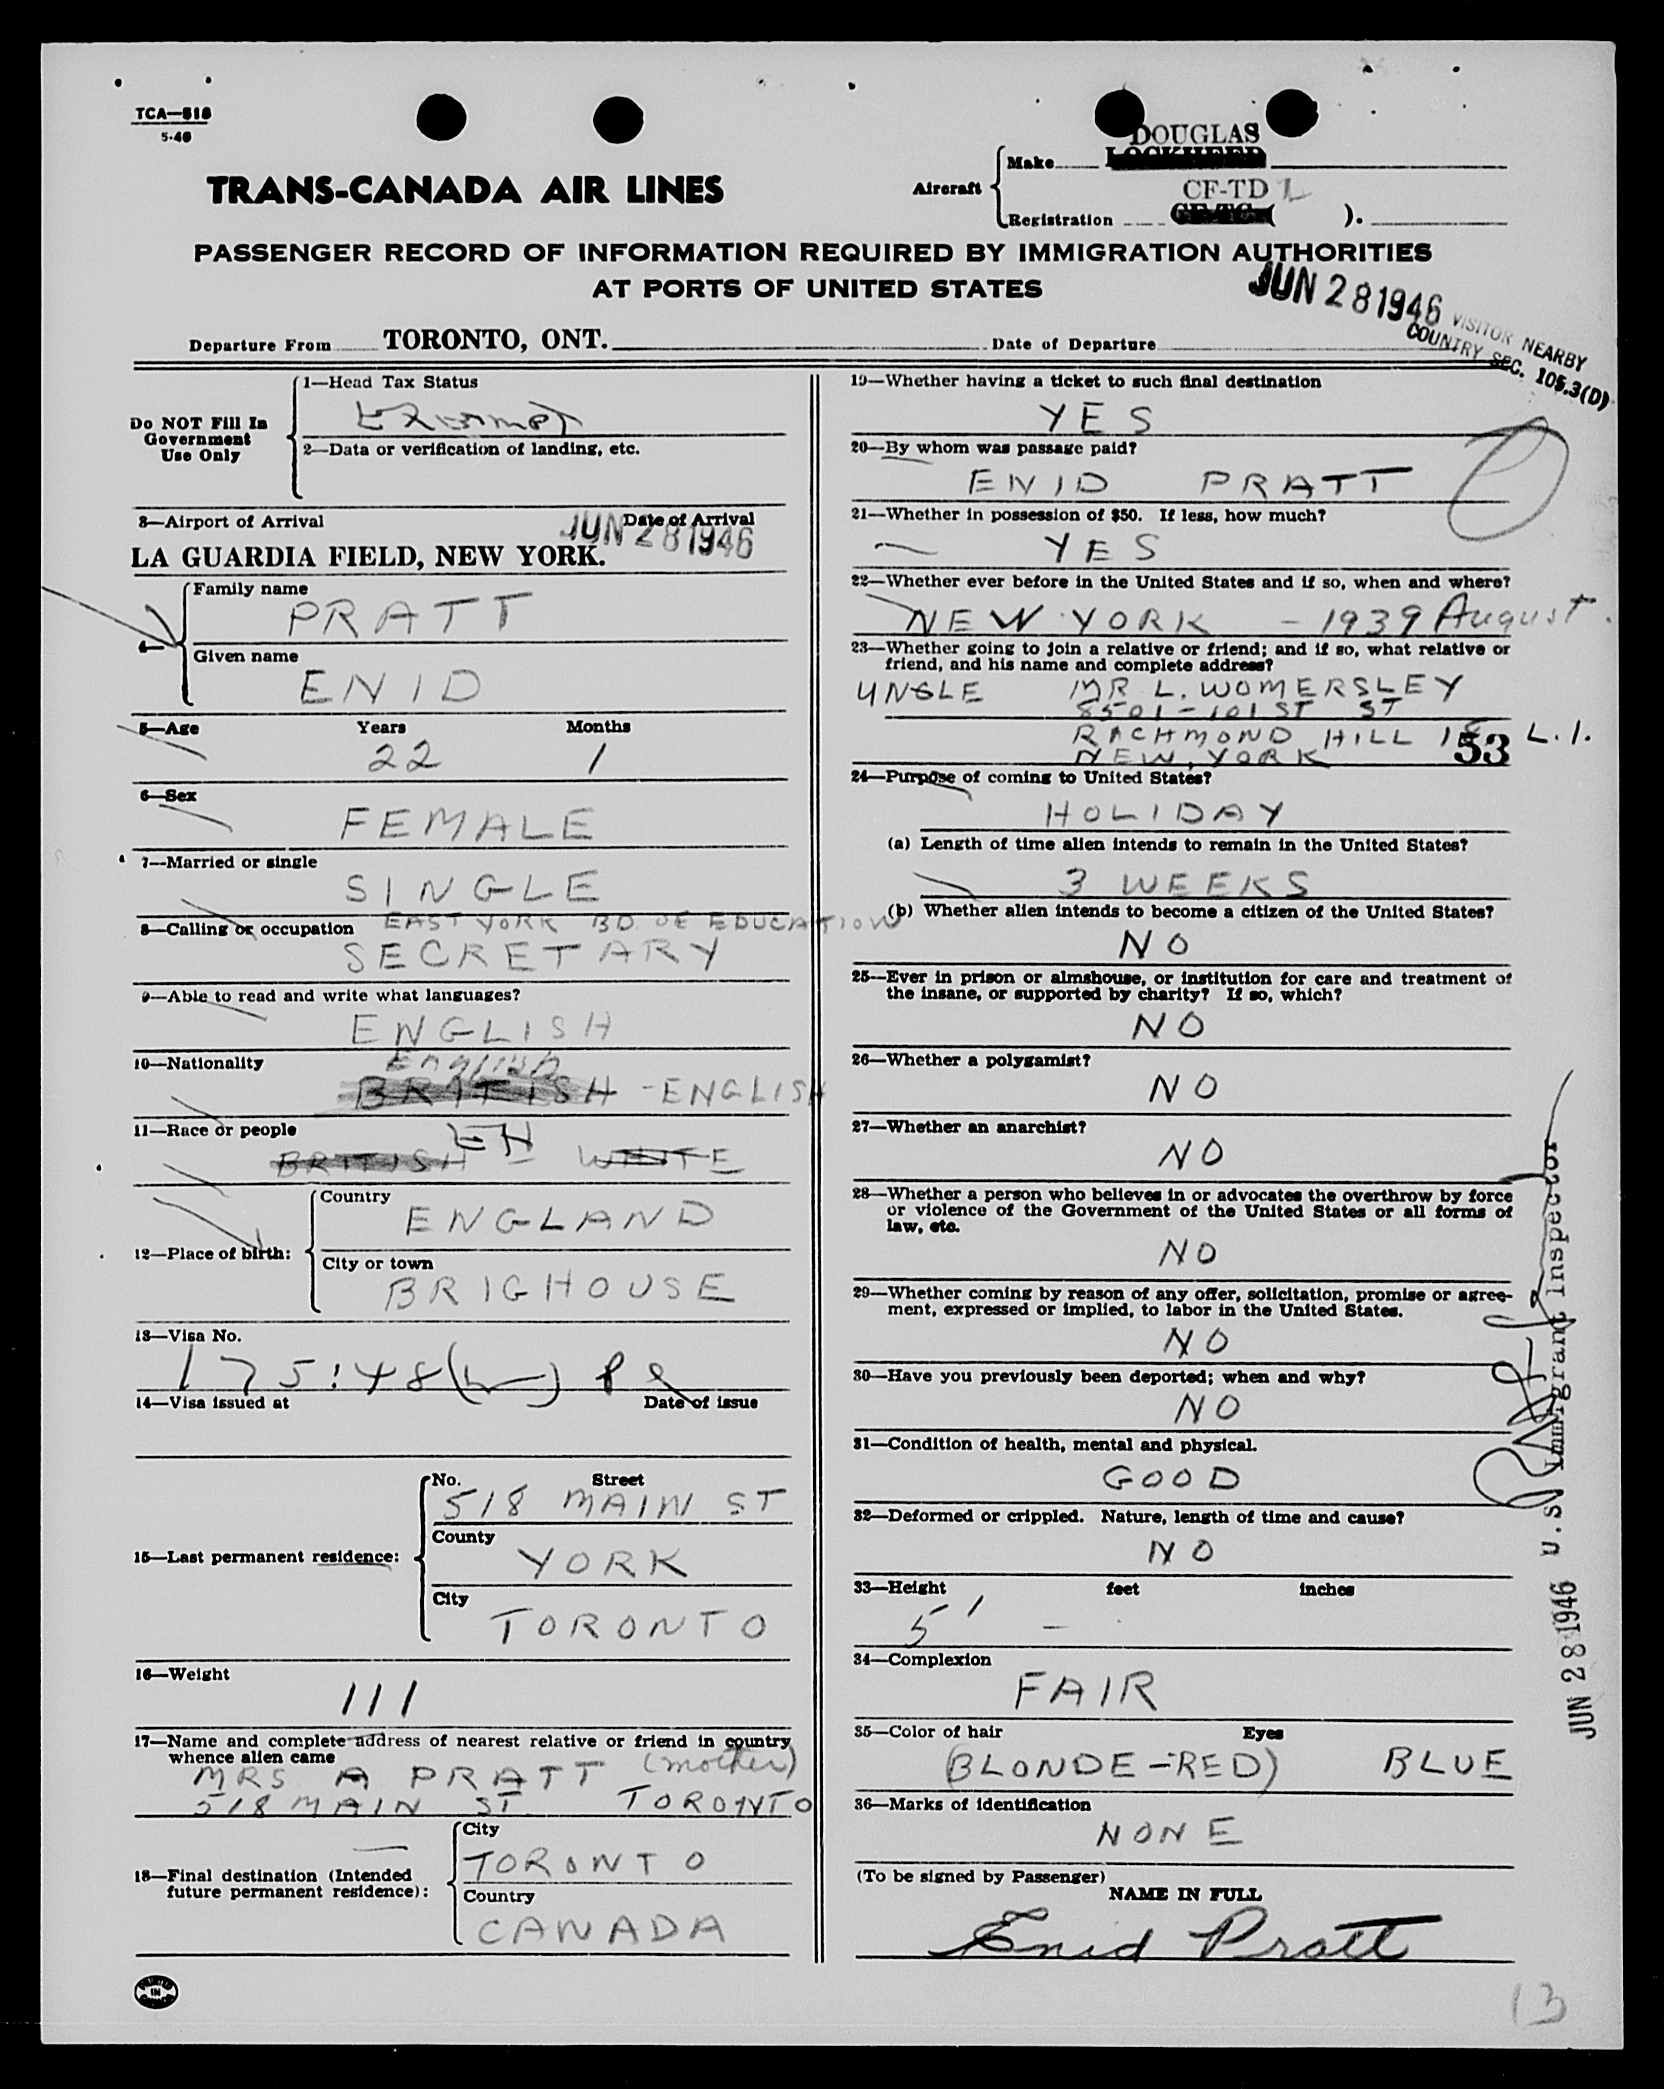 TCA—518
5-46
DOUGLAS
Aircraft
Make LOCKHEED
CF-TD L
Registration CF-TC- ( ).
TRANS-CANADA AIR LINES
PASSENGER RECORD OF INFORMATION REQUIRED BY IMMIGRATION AUTHORITIES
AT PORTS OF UNITED STATES
JUN 28 1946
VISITOR NEARBY
COUNTRY SEC. 105.3(D)
Departure From TORONTO, ONT. Date of Departure
Do NOT Fill In
Government
Use Only
1—Head Tax Status
Exempt
2—Data or verification of landing, etc.
3—Airport of Arrival Date of Arrival
JUN 28 1946
LA GUARDIA FIELD, NEW YORK.
4—
Family name
PRATT
Given name
ENID
5—Age Years Months
22 1
6—Sex
FEMALE
7—Married or single
SINGLE
EAST YORK BD. OF EDUCATION
8—Calling or occupation
SECRETARY
9—Able to read and write what languages?
ENGLISH
10—Nationality
English
BRITISH - ENGLISH
11—Race or people
BRITISH WHITE
12—Place of birth:
Country
ENGLAND
City or town
BRIGHOUSE
13—Visa No.
14—Visa issued at Date of issue
15—Last permanent residence:
No. Street
518 MAIN ST
County
YORK
City
TORONTO
16—Weight
111
17—Name and complete address of nearest relative or friend in country
whence alien came
MRS A PRATT (mother)
518 MAIN ST. TORONTO
18—Final destination (Intended
future permanent residence):
City
TORONTO
Country
CANADA
19—Whether having a ticket to such final destination
YES
20—By whom was passage paid?
ENID PRATT
21—Whether in possession of $50. If less, how much?
YES
22—Whether ever before in the United States and if so, when and where?
NEW YORK - 1939 August.
23—Whether going to join a relative or friend; and if so, what relative or
friend, and his name and complete address?
UNCLE MR L. WOMERSLEY
8501 - 101ST ST
RICHMOND HILL 18 L.I.
NEW YORK
53
24—Purpose of coming to United States?
HOLIDAY
(a) Length of time alien intends to remain in the United States?
3 WEEKS
(b) Whether alien intends to become a citizen of the United States?
NO
25—Ever in prison or almshouse, or institution for care and treatment of
the insane, or supported by charity? If so, which?
NO
26—Whether a polygamist?
NO
27—Whether an anarchist?
NO
28—Whether a person who believes in or advocates the overthrow by force
or violence of the Government of the United States or all forms of
law, etc.
NO
29—Whether coming by reason of any offer, solicitation, promise or agree-
ment, expressed or implied, to labor in the United States.
NO
30—Have you previously been deported; when and why?
NO
31—Condition of health, mental and physical.
GOOD
32—Deformed or crippled. Nature, length of time and cause?
NO
33—Height feet inches
5' -
34—Complexion
FAIR
35—Color of hair Eyes
(BLONDE-RED) BLUE
36—Marks of identification
NONE
(To be signed by Passenger)
NAME IN FULL
Enid Pratt
JUN 28 1946 U.S. Immigrant Inspector
13